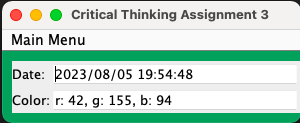 Critical Thinking Assignment 3
Main Menu
Date: 2023/08/05 19:54:48
Color: r: 42, g: 155, b: 94